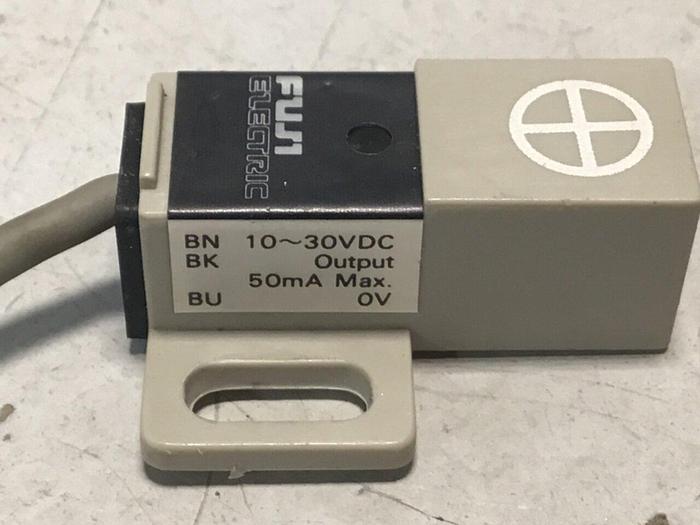 FUJI
ELECTRIC
BN 10~30VDC
BK Output
50mA Max.
BU 0V